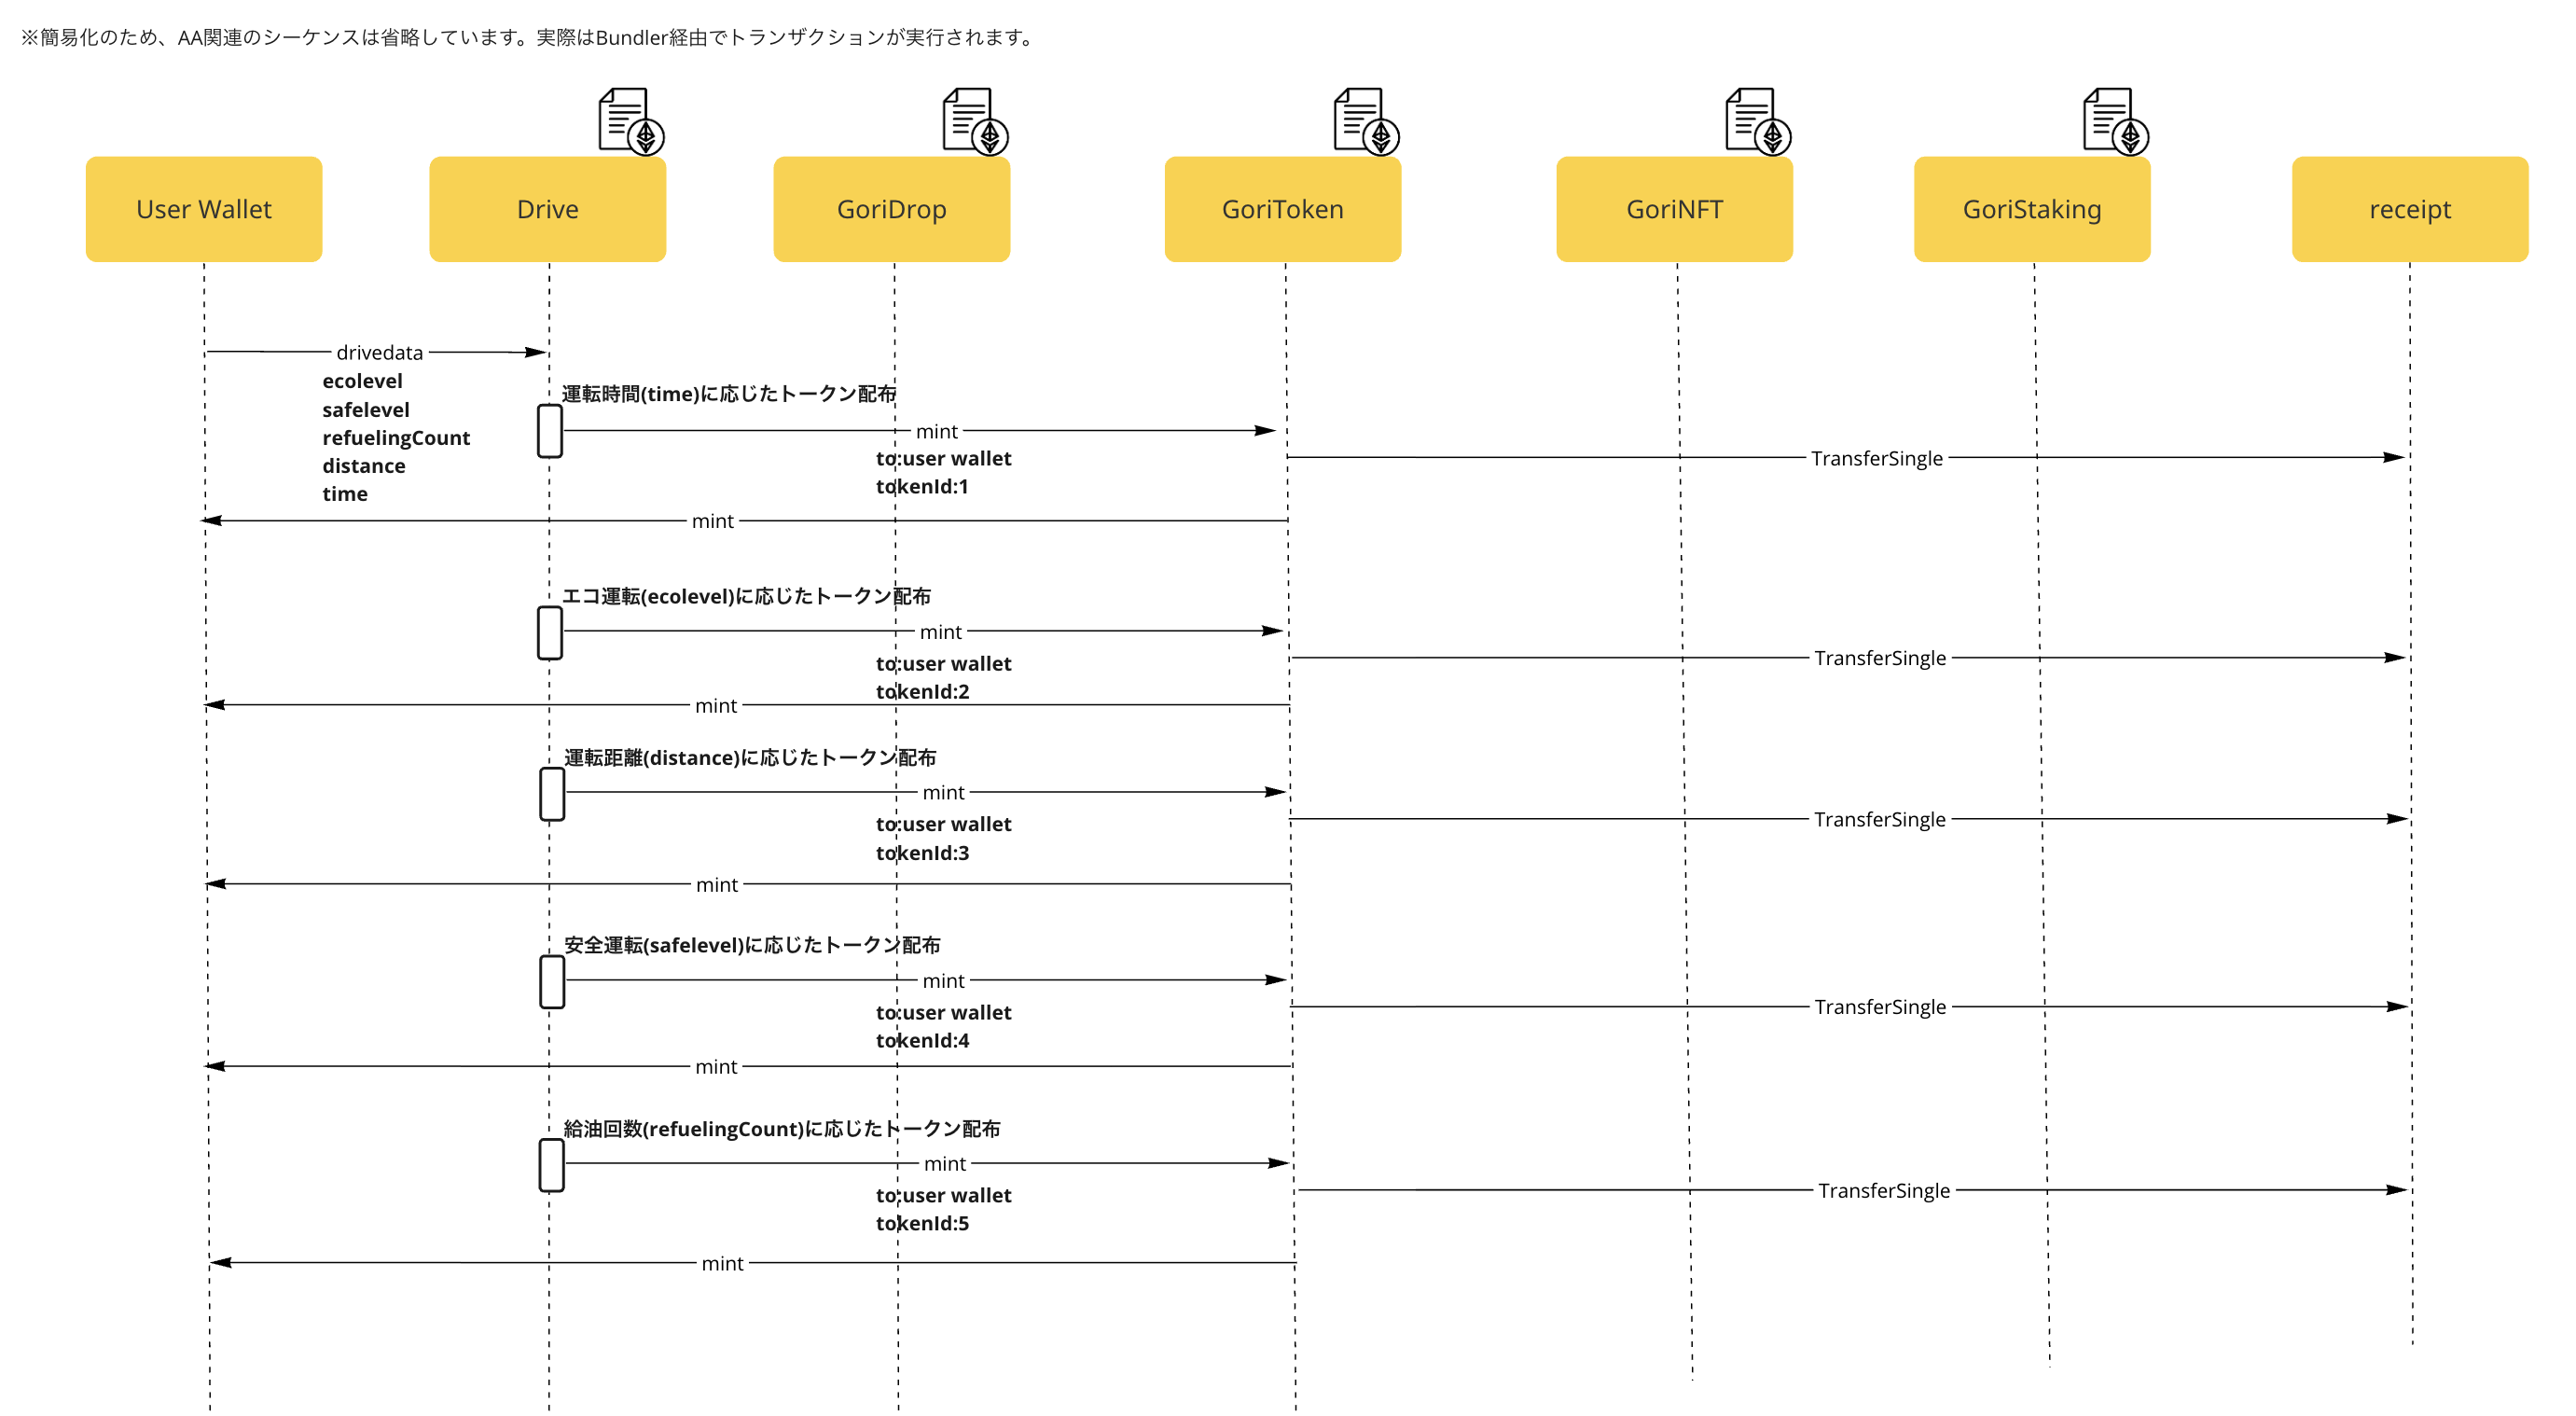 ※簡易化のため、AA関連のシーケンスは省略しています。実際はBundler経由でトランザクションが実行されます。
User Wallet
Drive
GoriDrop
GoriToken
GoriNFT
GoriStaking
receipt
drivedata
ecolevel
safelevel
refuelingCount
distance
time
運転時間(time)に応じたトークン配布
mint
to:user wallet
tokenId:1
TransferSingle
mint
エコ運転(ecolevel)に応じたトークン配布
mint
to:user wallet
tokenId:2
TransferSingle
mint
運転距離(distance)に応じたトークン配布
mint
to:user wallet
tokenId:3
TransferSingle
mint
安全運転(safelevel)に応じたトークン配布
mint
to:user wallet
tokenId:4
TransferSingle
mint
給油回数(refuelingCount)に応じたトークン配布
mint
to:user wallet
tokenId:5
TransferSingle
mint